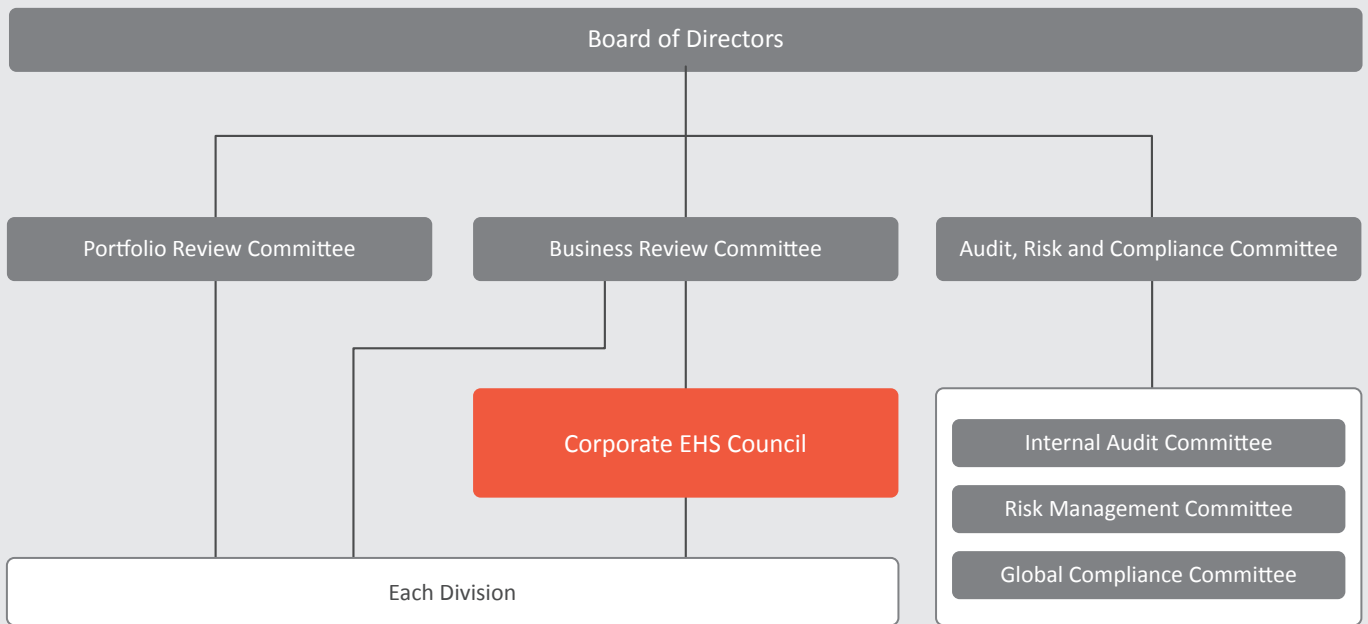 Board of Directors
Portfolio Review Committee
Business Review Committee
Audit, Risk and Compliance Committee
Corporate EHS Council
Internal Audit Committee
Risk Management Committee
Global Compliance Committee
Each Division